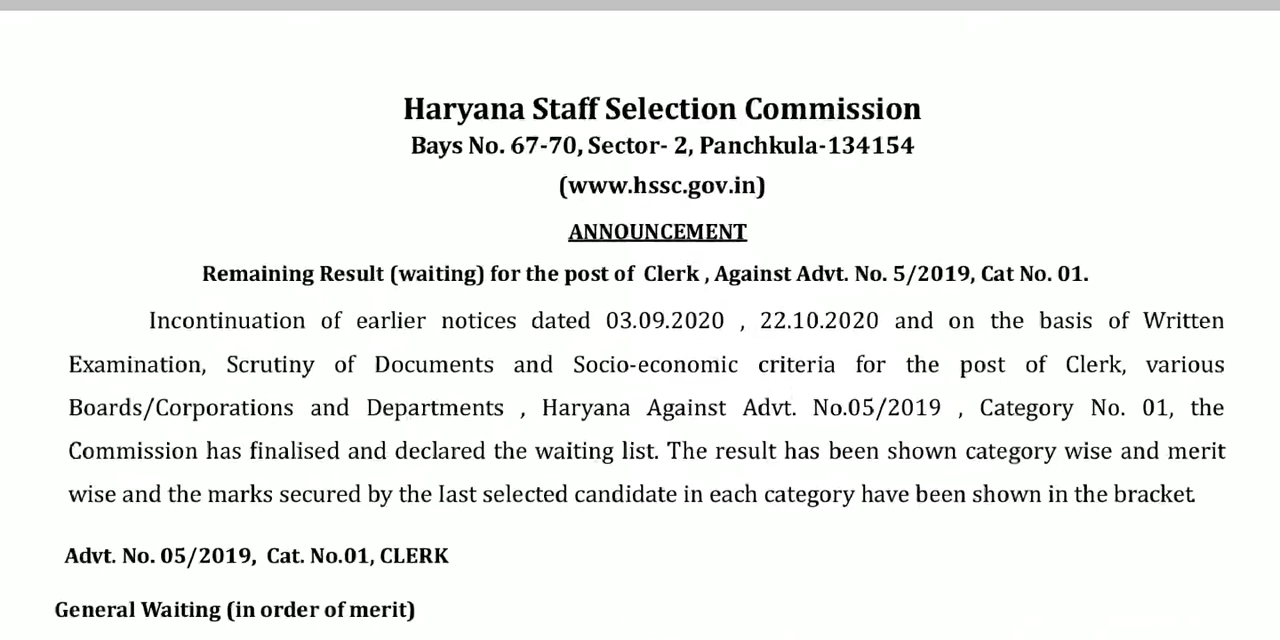 Haryana Staff Selection Commission
Bays No. 67-70, Sector- 2, Panchkula-134154
(www.hssc.gov.in)
ANNOUNCEMENT
Remaining Result (waiting) for the post of Clerk , Against Advt. No. 5/2019, Cat No. 01.
Incontinuation of earlier notices dated 03.09.2020 , 22.10.2020 and on the basis of Written
Examination, Scrutiny of Documents and Socio-economic criteria for the post of Clerk, various
Boards/Corporations and Departments , Haryana Against Advt. No.05/2019 , Category No. 01, the
Commission has finalised and declared the waiting list. The result has been shown category wise and merit
wise and the marks secured by the last selected candidate in each category have been shown in the bracket.
Advt. No. 05/2019, Cat. No.01, CLERK
General Waiting (in order of merit)